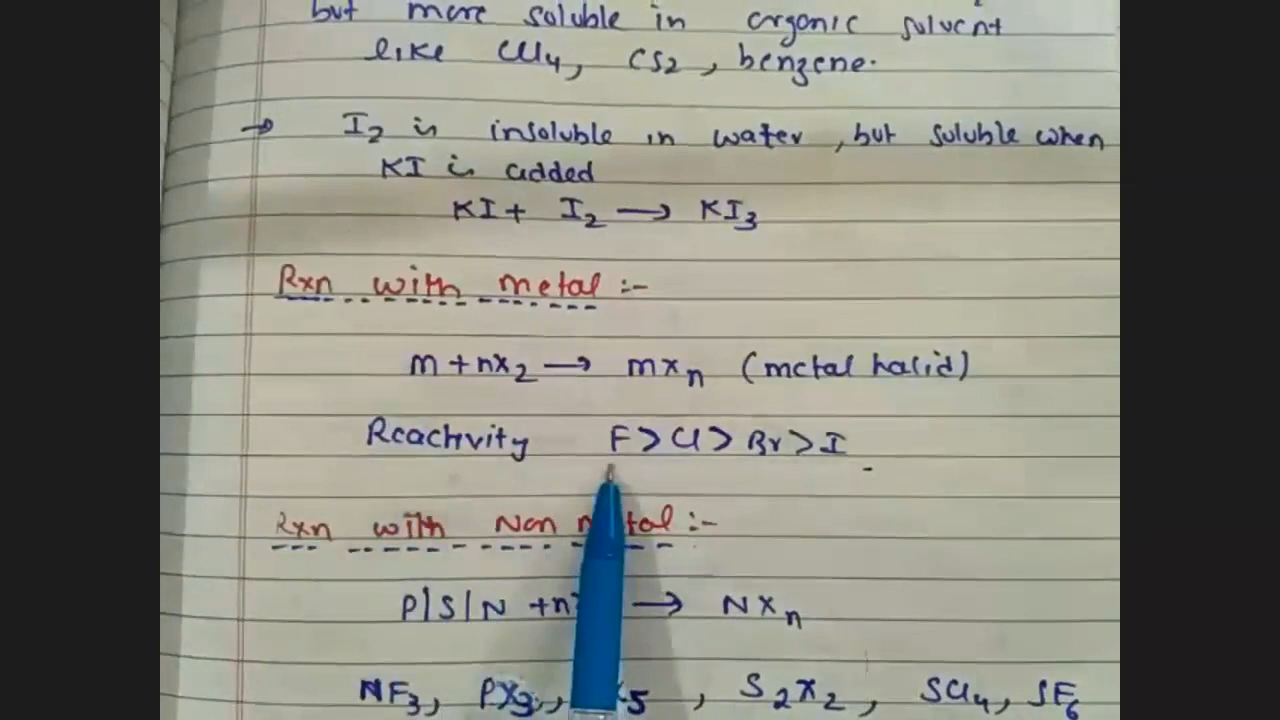 but more soluble in organic solvent
like CCl4, CS2, benzene.
→ I2 is insoluble in water, but soluble when
KI is added
KI + I2 → KI3
Rxn with metal :-
M + nX2 → MXn (metal halid)
Reactivity F > Cl > Br > I
Rxn with Non metal :-
P|S|N + n → NXn
NF3, PX3, 5, S2X2, SCl4, SF6